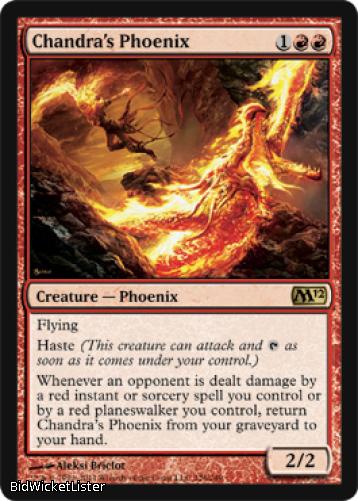 Chandra's Phoenix 1
Creature — Phoenix M12
Flying
Haste (This creature can attack and as
soon as it comes under your control.)
Whenever an opponent is dealt damage by
a red instant or sorcery spell you control or
by a red planeswalker you control, return
Chandra's Phoenix from your graveyard to
your hand.
2/2
Aleksi Briclot
BidWicketLister